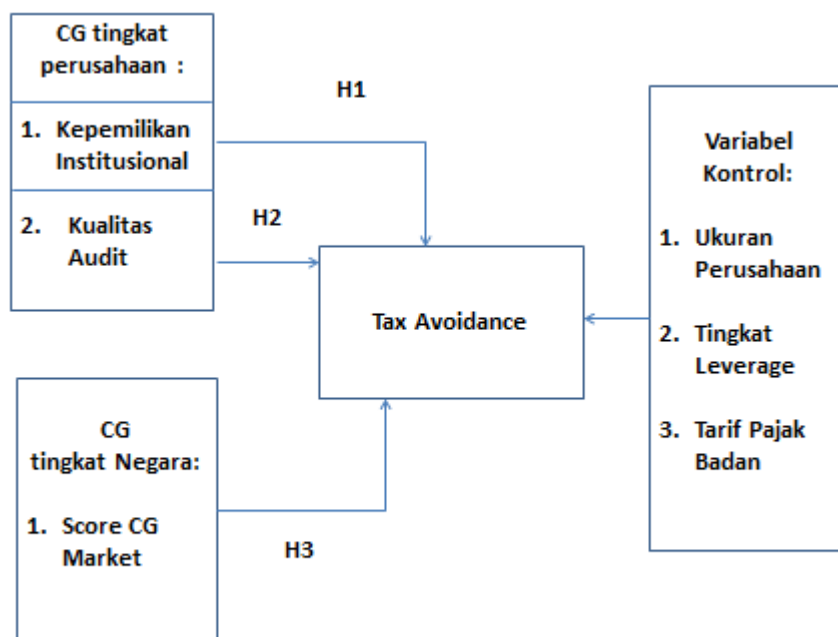 CG tingkat
perusahaan :
1. Kepemilikan
Institusional
2. Kualitas
Audit
H1
H2
Tax Avoidance
CG
tingkat Negara:
1. Score CG
Market
H3
Variabel
Kontrol:
1. Ukuran
Perusahaan
2. Tingkat
Leverage
3. Tarif Pajak
Badan